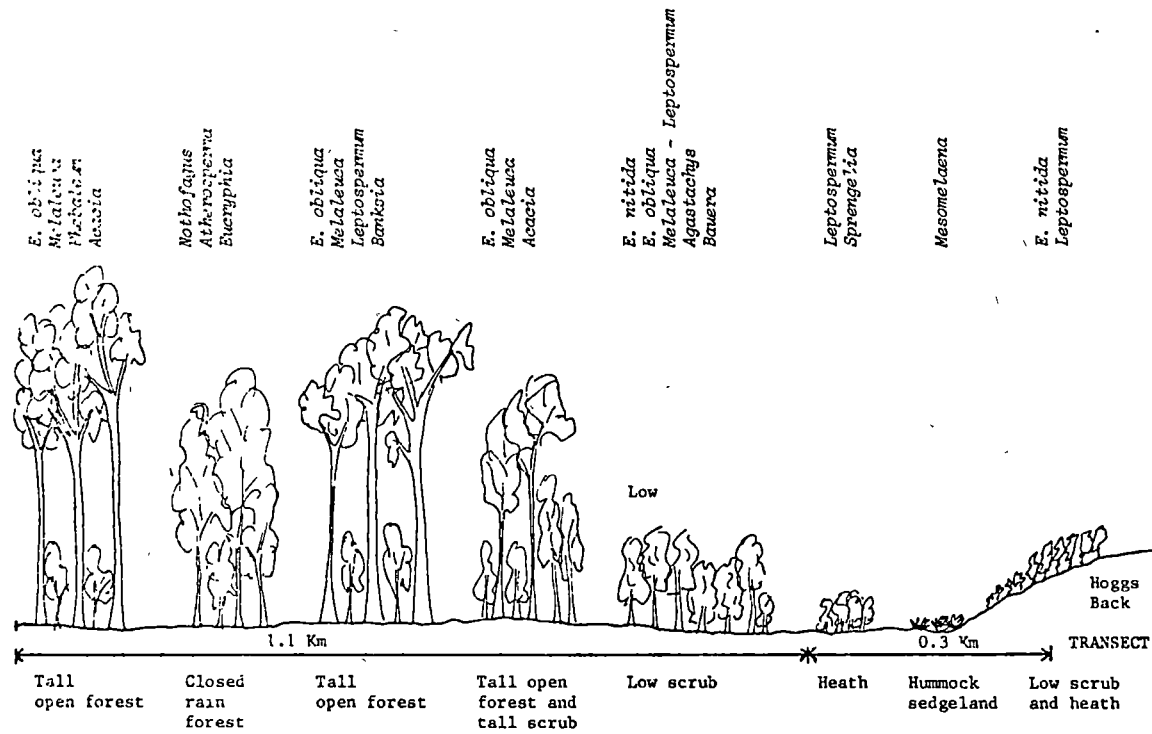 E. obliqua
Melaleuca
Phebalium
Acacia
Nothofagus
Atherosperma
Eucryphia
E. obliqua
Melaleuca
Leptospermum
Banksia
E. obliqua
Melaleuca
Acacia
E. nitida
E. obliqua
Melaleuca - Leptospermum
Agastachys
Bauera
Leptospermum
Sprengelia
Mesomelaena
E. nitida
Leptospermum
Low
Hoggs
Back
1.1 Km
0.3 Km
TRANSECT
Tall
open forest
Closed
rain
forest
Tall
open forest
Tall open
forest and
tall scrub
Low scrub
Heath
Hummock
sedgeland
Low scrub
and heath